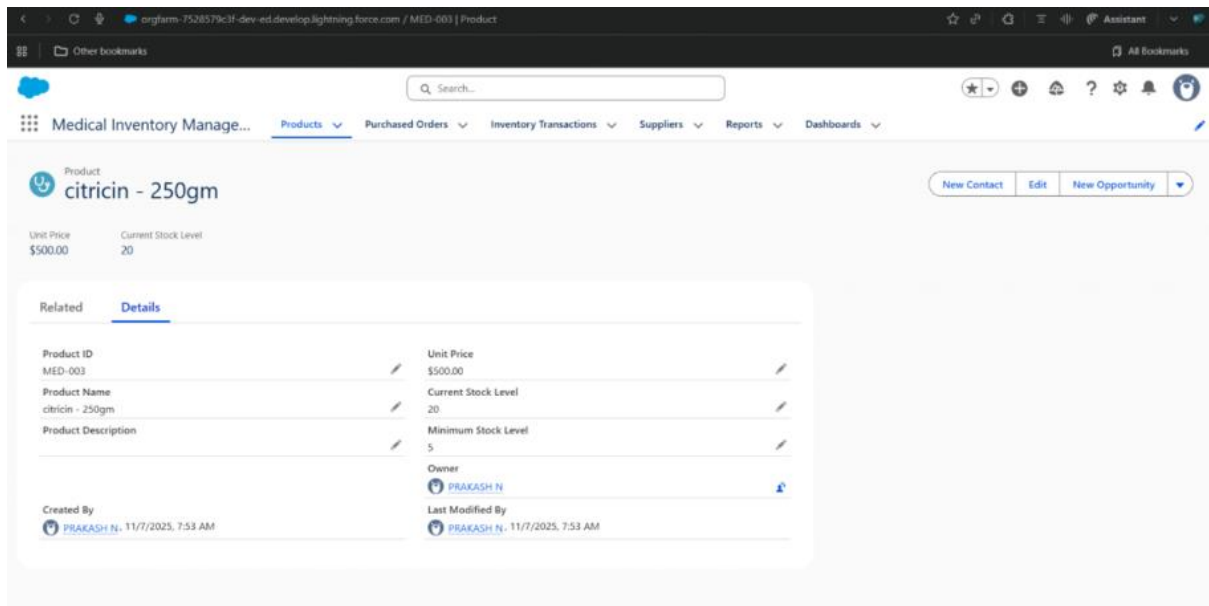 orgfarm-7528579c3f-dev-ed.develop.lightning.force.com / MED-003 | Product
Assistant
Other bookmarks
All Bookmarks
Search...
Medical Inventory Manage...
Products
Purchased Orders
Inventory Transactions
Suppliers
Reports
Dashboards
Product
citricin - 250gm
New Contact
Edit
New Opportunity
Unit Price
Current Stock Level
$500.00
20
Related
Details
Product ID
MED-003
Unit Price
$500.00
Product Name
citricin - 250gm
Current Stock Level
20
Product Description
Minimum Stock Level
5
Owner
PRAKASH N
Created By
PRAKASH N, 11/7/2025, 7:53 AM
Last Modified By
PRAKASH N, 11/7/2025, 7:53 AM